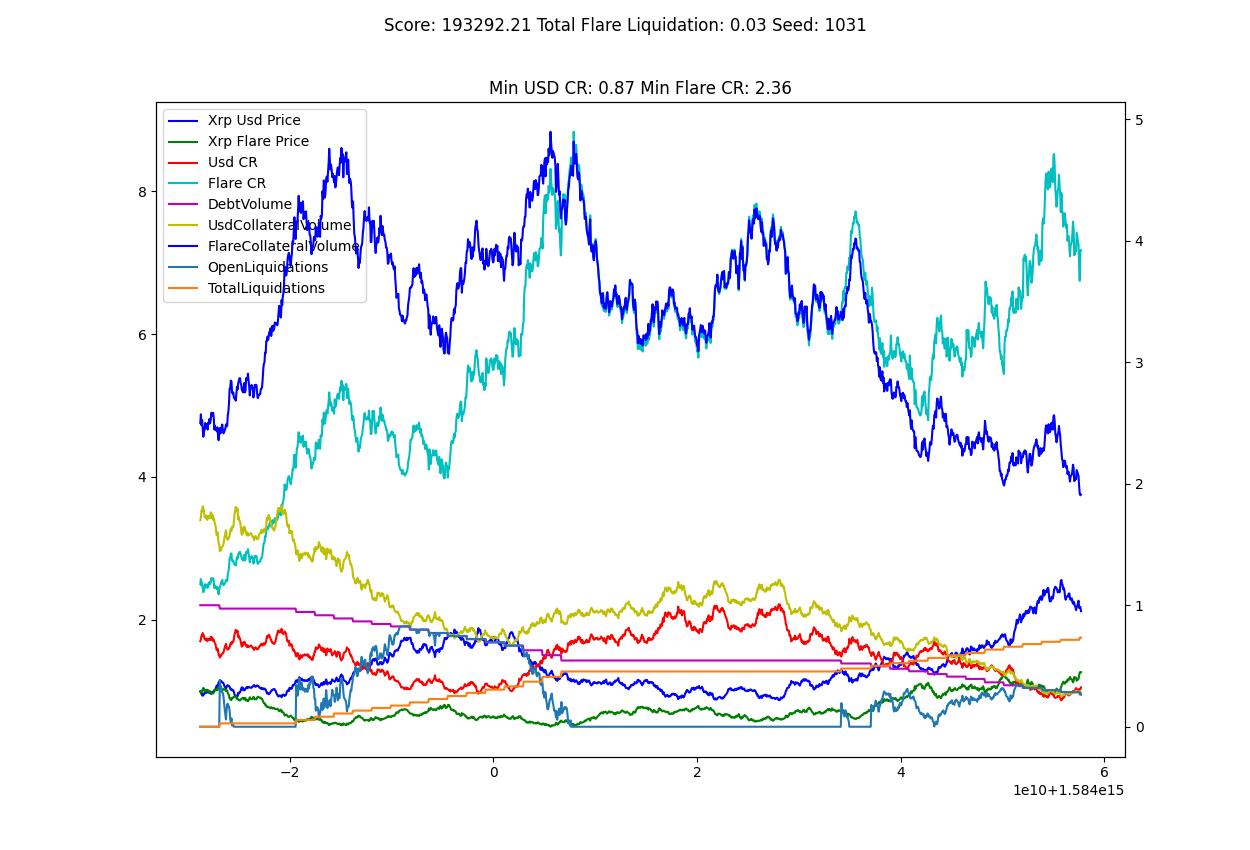 Score: 193292.21 Total Flare Liquidation: 0.03 Seed: 1031
Min USD CR: 0.87 Min Flare CR: 2.36
Xrp Usd Price
Xrp Flare Price
Usd CR
Flare CR
DebtVolume
UsdCollateralVolume
FlareCollateralVolume
OpenLiquidations
TotalLiquidations
8
6
4
2
5
4
3
2
1
0
−2 0 2 4 6
1e10+1.584e15